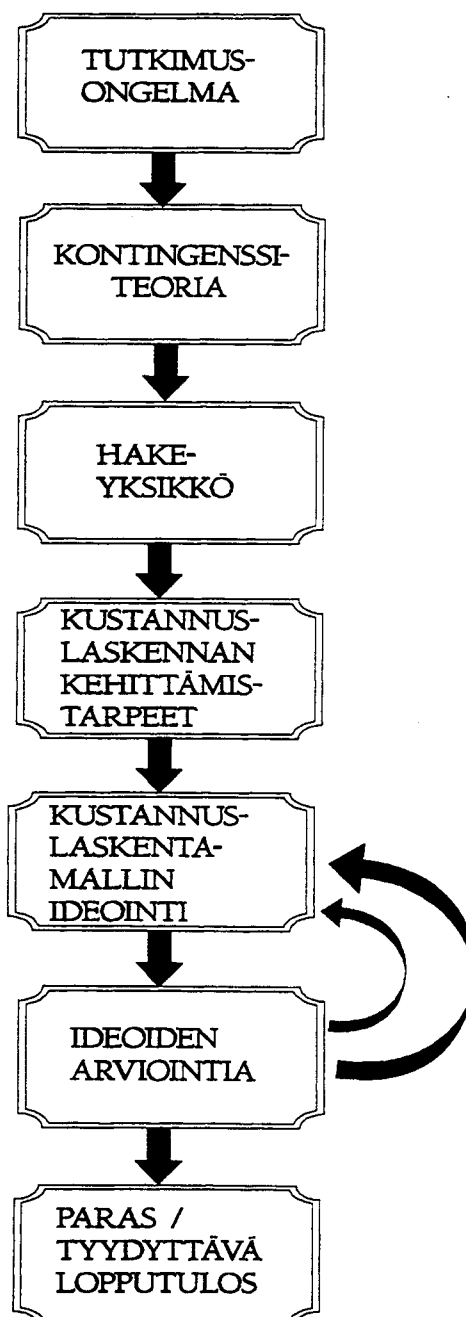 TUTKIMUS-
ONGELMA
KONTINGENSSI-
TEORIA
HAKE-
YKSIKKÖ
KUSTANNUS-
LASKENNAN
KEHITTÄMIS-
TARPEET
KUSTANNUS-
LASKENTA-
MALLIN
IDEOINTI
IDEOIDEN
ARVIOINTIA
PARAS /
TYYDYTTÄVÄ
LOPPUTULOS